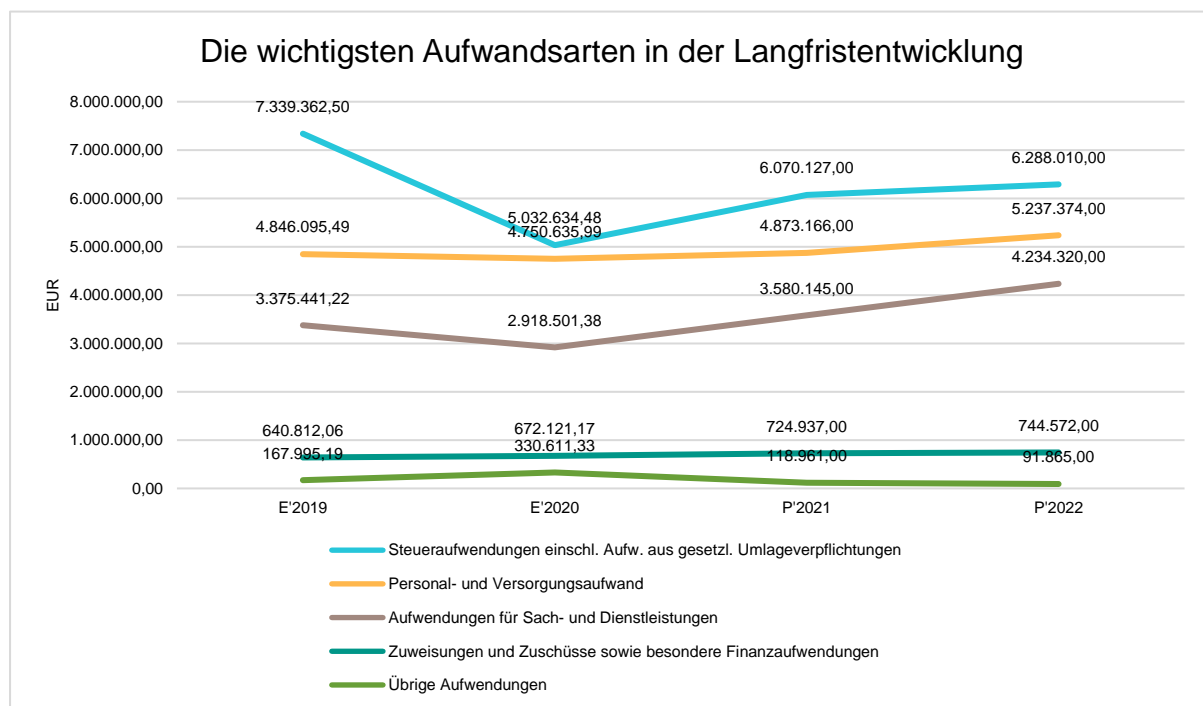 Die wichtigsten Aufwandsarten in der Langfristentwicklung
8.000.000,00
7.000.000,00
6.000.000,00
5.000.000,00
4.000.000,00
3.000.000,00
2.000.000,00
1.000.000,00
0,00
EUR
7.339.362,50
5.032.634,48
6.070.127,00
6.288.010,00
4.846.095,49
4.750.635,99
4.873.166,00
5.237.374,00
3.375.441,22
2.918.501,38
3.580.145,00
4.234.320,00
640.812,06
672.121,17
724.937,00
744.572,00
167.995,19
330.611,33
118.961,00
91.865,00
E'2019
E'2020
P'2021
P'2022
Steueraufwendungen einschl. Aufw. aus gesetzl. Umlageverpflichtungen
Personal- und Versorgungsaufwand
Aufwendungen für Sach- und Dienstleistungen
Zuweisungen und Zuschüsse sowie besondere Finanzaufwendungen
Übrige Aufwendungen